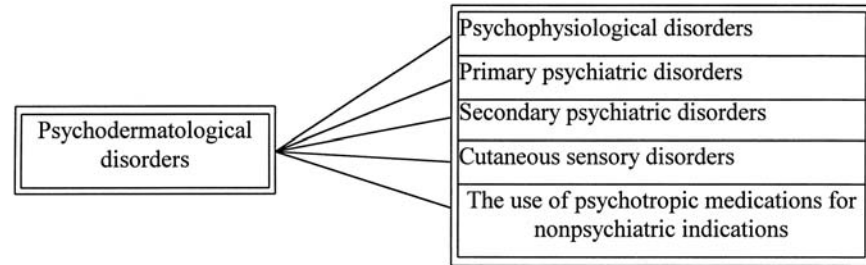 Psychodermatological
disorders
Psychophysiological disorders
Primary psychiatric disorders
Secondary psychiatric disorders
Cutaneous sensory disorders
The use of psychotropic medications for
nonpsychiatric indications